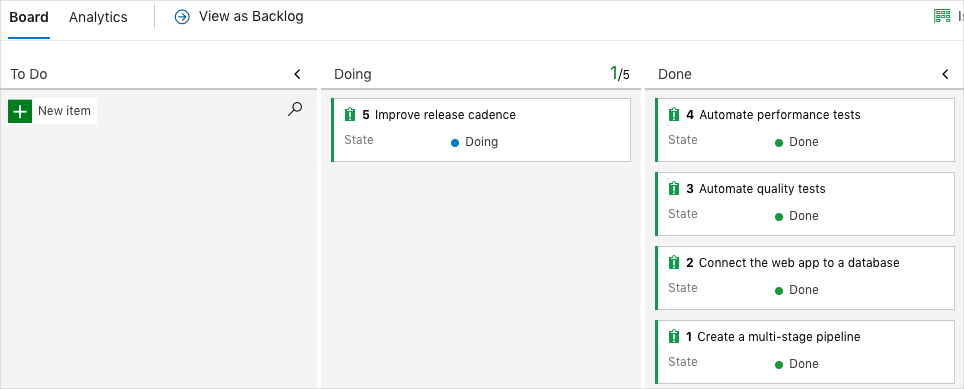 Board Analytics View as Backlog
To Do
New item
Doing 1/5
5 Improve release cadence
State Doing
Done
4 Automate performance tests
State Done
3 Automate quality tests
State Done
2 Connect the web app to a database
State Done
1 Create a multi-stage pipeline
State Done